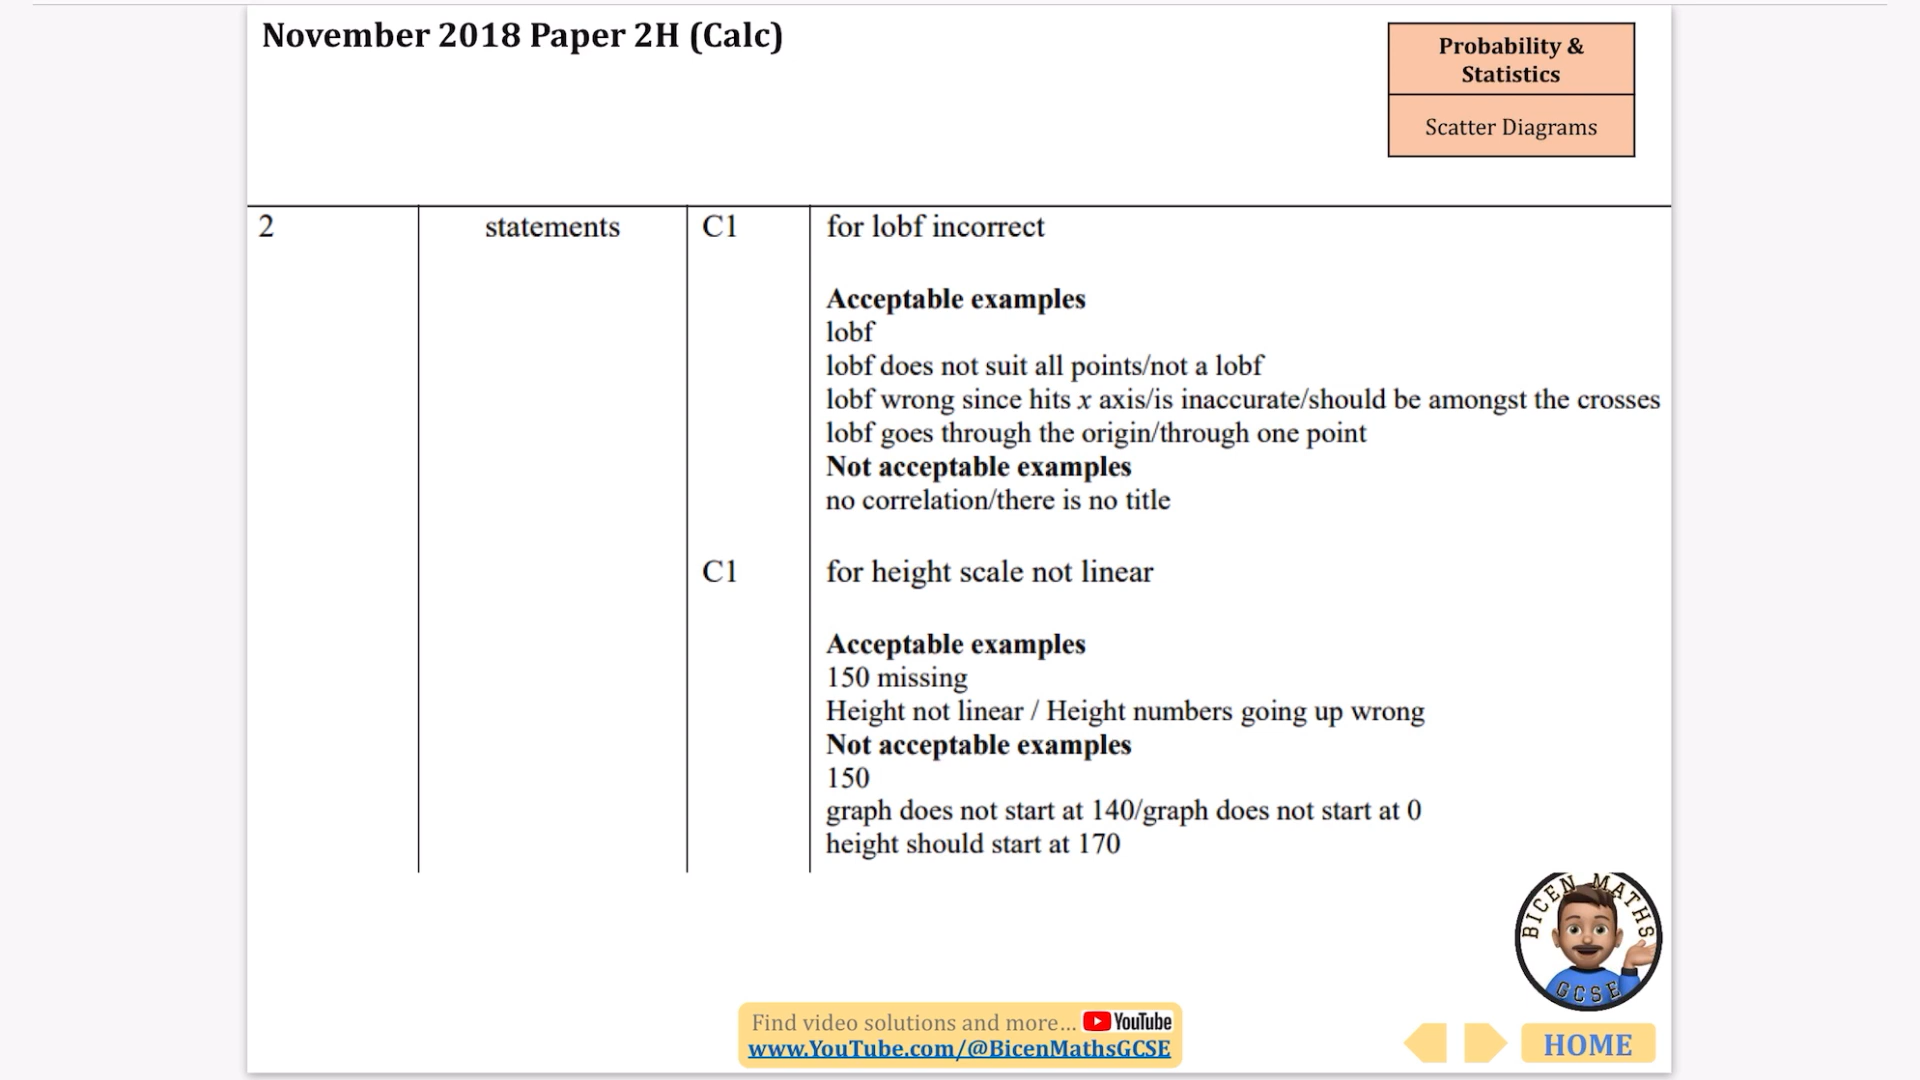 November 2018 Paper 2H (Calc)
Probability &
Statistics
Scatter Diagrams
2 statements C1 for lobf incorrect
Acceptable examples
lobf
lobf does not suit all points/not a lobf
lobf wrong since hits x axis/is inaccurate/should be amongst the crosses
lobf goes through the origin/through one point
Not acceptable examples
no correlation/there is no title
C1 for height scale not linear
Acceptable examples
150 missing
Height not linear / Height numbers going up wrong
Not acceptable examples
150
graph does not start at 140/graph does not start at 0
height should start at 170
BICEN MATHS
GCSE
Find video solutions and more... YouTube
www.YouTube.com/@BicenMathsGCSE
HOME